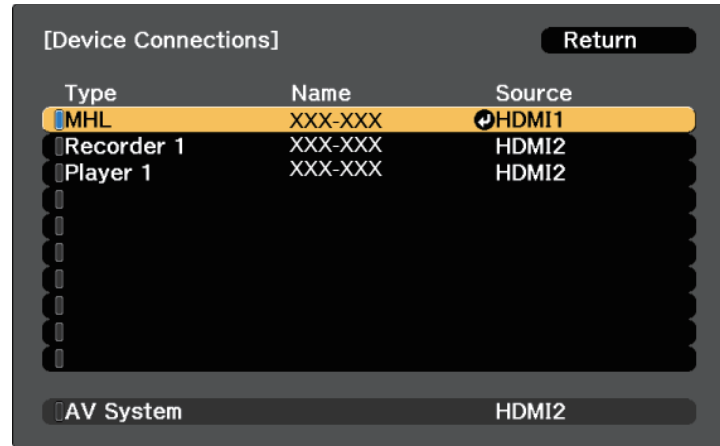 [Device Connections] Return
Type Name Source
MHL XXX-XXX HDMI1
Recorder 1 XXX-XXX HDMI2
Player 1 XXX-XXX HDMI2
AV System HDMI2